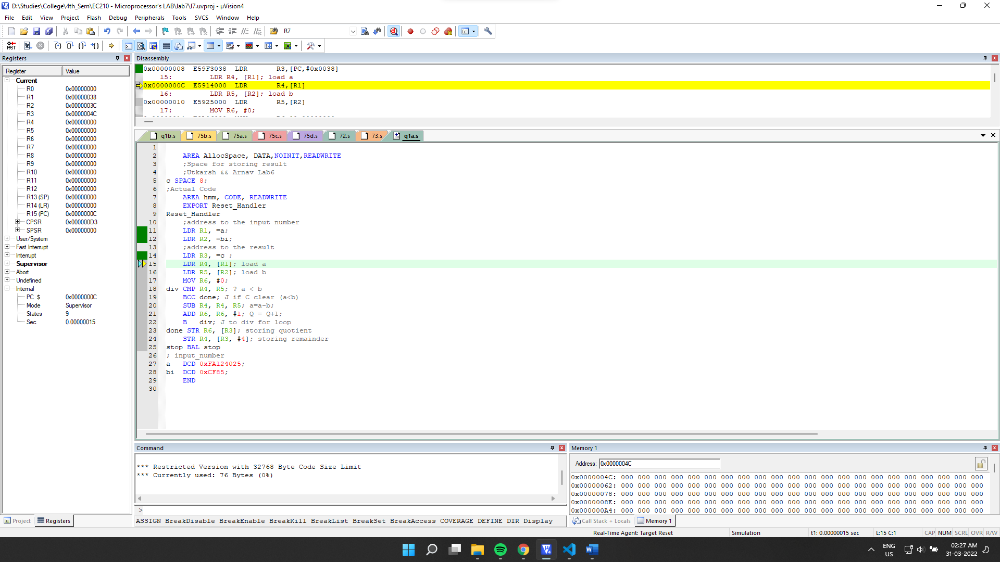 D:\Studies\College\4th_Sem\EC210 - Microprocessor's LAB\lab7\l7.uvproj - µVision4
File Edit View Project Flash Debug Peripherals Tools SVCS Window Help
R7
RST
Registers
Register Value
Current
R0 0x00000000
R1 0x00000038
R2 0x0000003C
R3 0x0000004C
R4 0x00000000
R5 0x00000000
R6 0x00000000
R7 0x00000000
R8 0x00000000
R9 0x00000000
R10 0x00000000
R11 0x00000000
R12 0x00000000
R13 (SP) 0x00000000
R14 (LR) 0x00000000
R15 (PC) 0x0000000C
CPSR 0x000000D3
SPSR 0x00000000
User/System
Fast Interrupt
Interrupt
Supervisor
Abort
Undefined
Internal
PC $ 0x0000000C
Mode Supervisor
States 9
Sec 0.00000015
Project Registers
Disassembly
0x00000008 E59F3038 LDR R3,[PC,#0x0038]
15: LDR R4, [R1]; load a
0x0000000C E5914000 LDR R4,[R1]
16: LDR R5, [R2]; load b
0x00000010 E5925000 LDR R5,[R2]
17: MOV R6, #0;
q1b.s 75b.s 75a.s 75c.s 75d.s 72.s 73.s q1a.s
1
2 AREA AllocSpace, DATA,NOINIT,READWRITE
3 ;Space for storing result
4 ;Utkarsh && Arnav Lab6
5 c SPACE 8;
6 ;Actual Code
7 AREA hmm, CODE, READWRITE
8 EXPORT Reset_Handler
9 Reset_Handler
10 ;address to the input number
11 LDR R1, =a;
12 LDR R2, =bi;
13 ;address to the result
14 LDR R3, =c ;
15 LDR R4, [R1]; load a
16 LDR R5, [R2]; load b
17 MOV R6, #0;
18 div CMP R4, R5; ? a < b
19 BCC done; J if C clear (a<b)
20 SUB R4, R4, R5; a=a-b;
21 ADD R6, R6, #1; Q = Q+1;
22 B div; J to div for loop
23 done STR R6, [R3]; storing quotient
24 STR R4, [R3, #4]; storing remainder
25 stop BAL stop
26 ; input_number
27 a DCD 0xFA124025;
28 bi DCD 0xCF85;
29 END
30
Command
*** Restricted Version with 32768 Byte Code Size Limit
*** Currently used: 76 Bytes (0%)
>
ASSIGN BreakDisable BreakEnable BreakKill BreakList BreakSet BreakAccess COVERAGE DEFINE DIR Display
Memory 1
Address: 0x0000004C
0x0000004C: 000 000 000 000 000 000 000 000 000 000 000 000 000 000 000 000 000 000 000 000 000 000
0x00000062: 000 000 000 000 000 000 000 000 000 000 000 000 000 000 000 000 000 000 000 000 000 000
0x00000078: 000 000 000 000 000 000 000 000 000 000 000 000 000 000 000 000 000 000 000 000 000 000
0x0000008E: 000 000 000 000 000 000 000 000 000 000 000 000 000 000 000 000 000 000 000 000 000 000
0x000000A4: 000 000 000 000 000 000 000 000 000 000 000 000 000 000 000 000 000 000 000 000 000 000
Call Stack + Locals Memory 1
Real-Time Agent: Target Reset Simulation t1: 0.00000015 sec L:15 C:1 CAP NUM SCRL OVR R/W
ENG
US
02:27 AM
31-03-2022